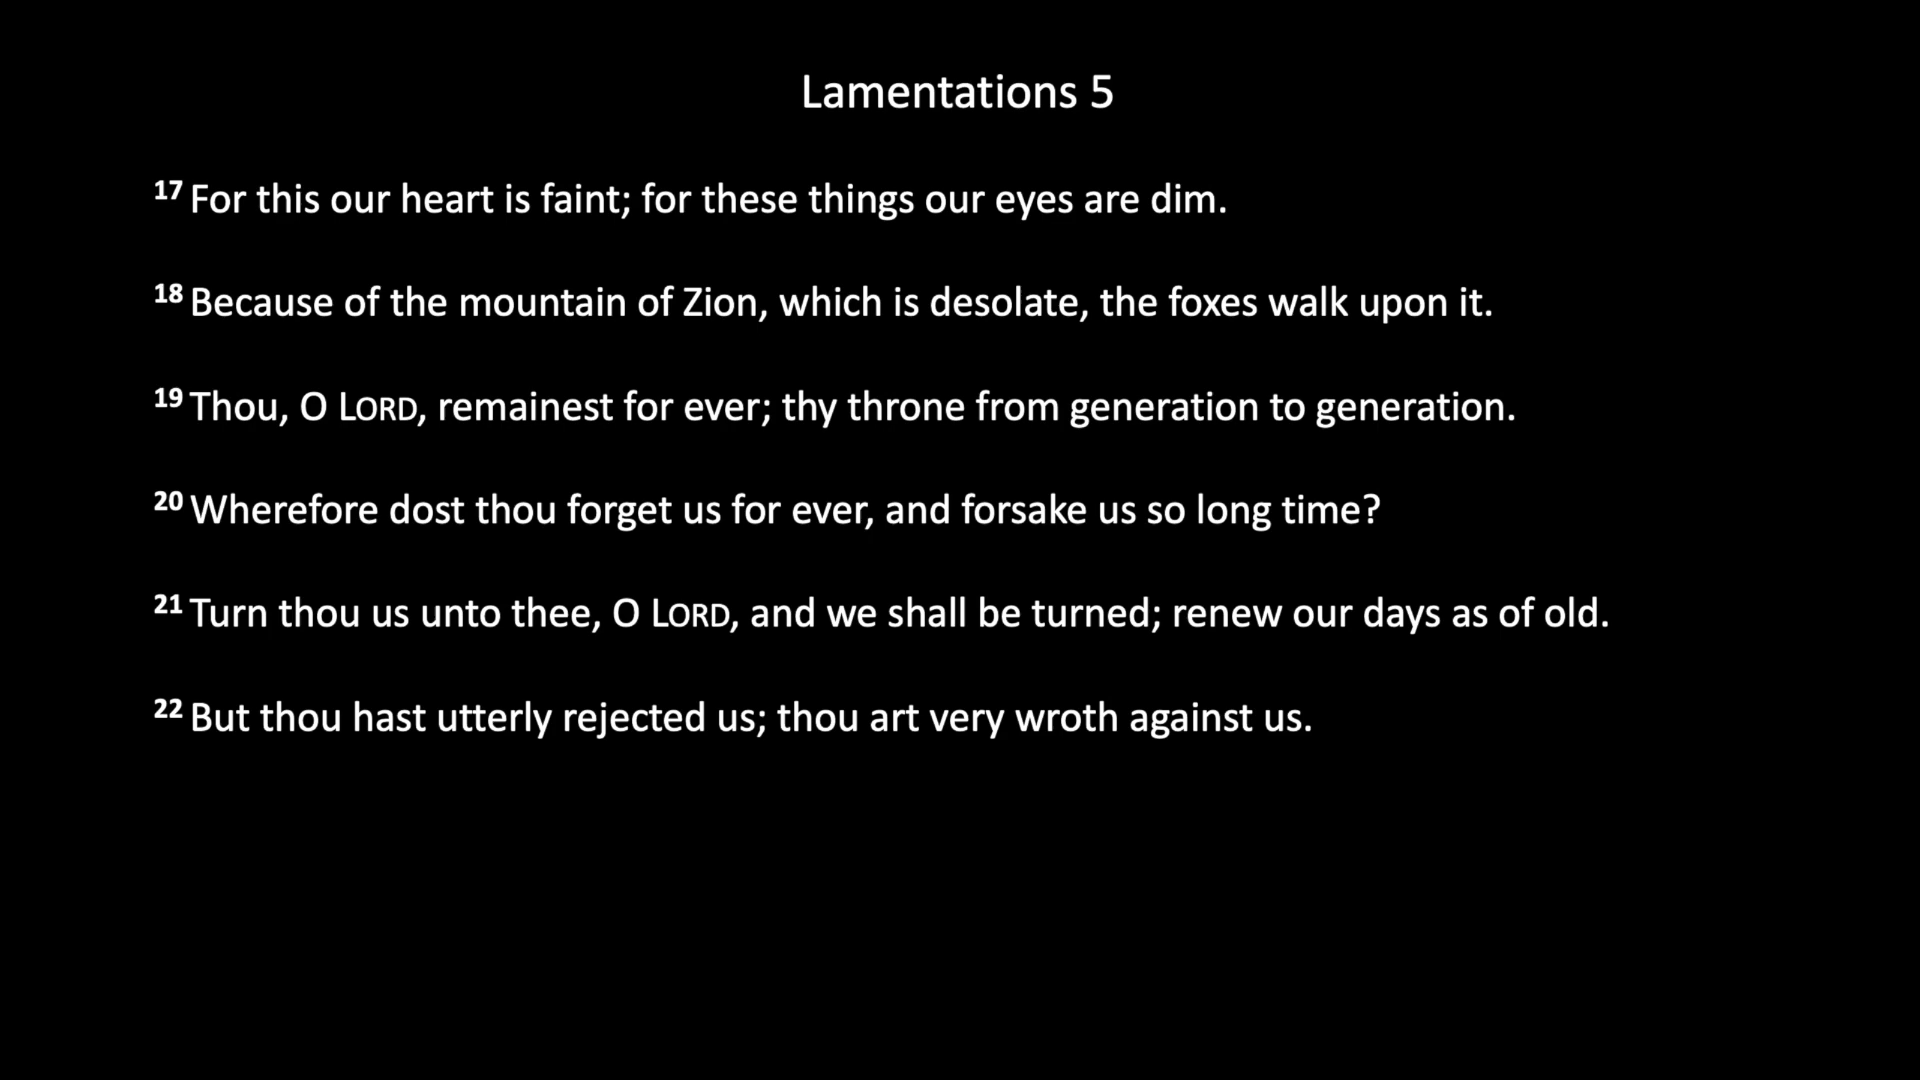 Lamentations 5
17 For this our heart is faint; for these things our eyes are dim.
18 Because of the mountain of Zion, which is desolate, the foxes walk upon it.
19 Thou, O LORD, remainest for ever; thy throne from generation to generation.
20 Wherefore dost thou forget us for ever, and forsake us so long time?
21 Turn thou us unto thee, O LORD, and we shall be turned; renew our days as of old.
22 But thou hast utterly rejected us; thou art very wroth against us.